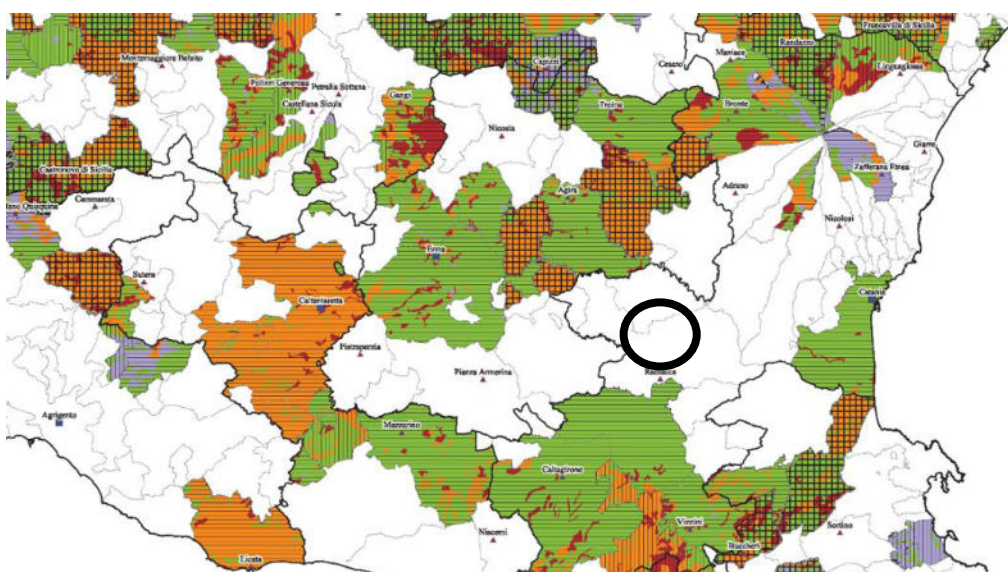 Francavilla di Sicilia
Randazzo
Maniace
Montemaggiore Belsito
Caputzi
Cesarò
Linguaglossa
Polizzi Generosa
Petralia Sottana
Gangi
Castellana Sicula
Troina
Bronte
Nicosia
Giarre
Castronovo di Sicilia
Zafferana Etnea
Adrano
Agira
Cammarata
Nicolosi
Enna
Sutera
Catania
Caltanissetta
Pietraperzia
Piazza Armerina
Ramacca
Agrigento
Mazzarino
Caltagirone
Vizzini
Sortino
Niscemi
Buccheri
Licata